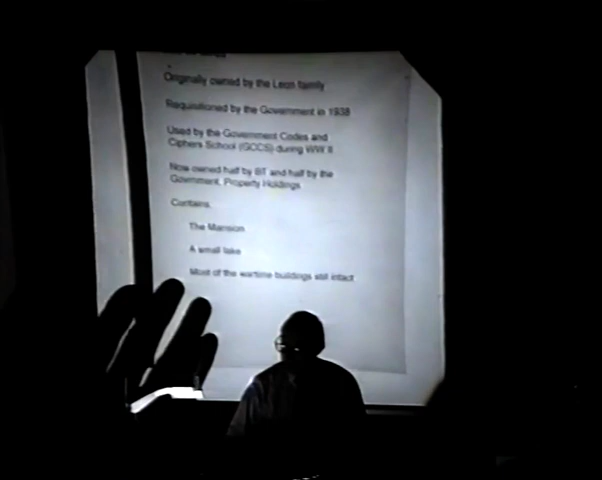 Originally owned by the Leon family
Requisitioned by the Government in 1938
Used by the Government Codes and
Ciphers School (GCCS) during WW II
Now owned half by BT and half by the
Government, Property Holdings
Contains,
The Mansion
A small lake
Most of the wartime buildings still intact